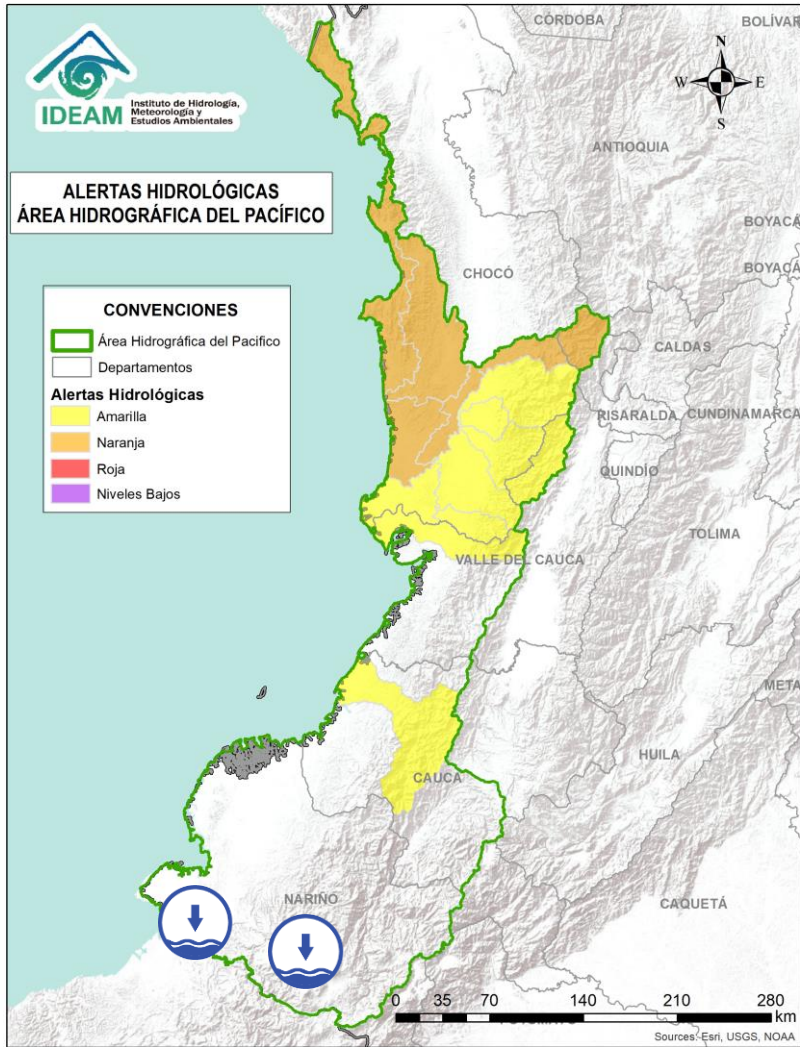 CÓRDOBA
BOLÍVAR
N
W
E
S
IDEAM
Instituto de Hidrología,
Meteorología y
Estudios Ambientales
ANTIOQUIA
ALERTAS HIDROLÓGICAS
ÁREA HIDROGRÁFICA DEL PACÍFICO
BOYACÁ
BOYACÁ
CHOCÓ
CONVENCIONES
Área Hidrográfica del Pacifico
Departamentos
Alertas Hidrológicas
Amarilla
Naranja
Roja
Niveles Bajos
CALDAS
RISARALDA
CUNDINAMARCA
QUINDÍO
TOLIMA
VALLE DEL CAUCA
META
HUILA
CAUCA
NARIÑO
CAQUETÁ
0 35 70 140 210 280
km
Sources: Esri, USGS, NOAA